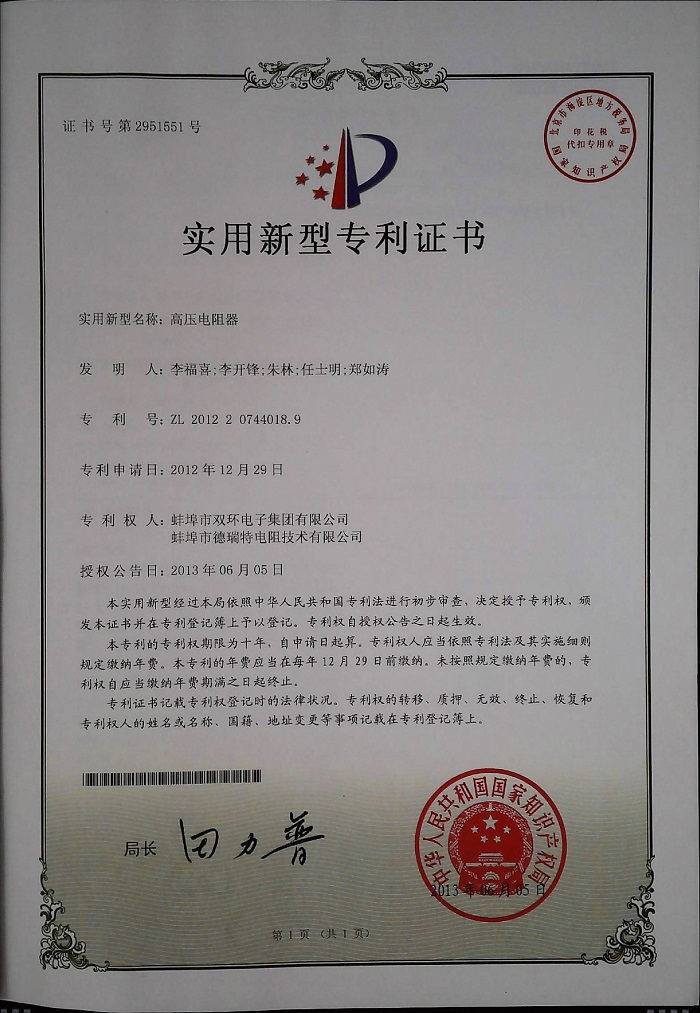 证书号第2951551号
北京市海淀区地方税务局
印花税
代扣专用章
国家知识产权局
实用新型专利证书
实用新型名称：高压电阻器
发明人：李福喜;李开锋;朱林;任士明;郑如涛
专利号：ZL 2012 2 0744018.9
专利申请日：2012年12月29日
专利权人：蚌埠市双环电子集团有限公司
蚌埠市德瑞特电阻技术有限公司
授权公告日：2013年06月05日
本实用新型经过本局依照中华人民共和国专利法进行初步审查，决定授予专利权，颁
发本证书并在专利登记簿上予以登记。专利权自授权公告之日起生效。
本专利的专利权期限为十年，自申请日起算。专利权人应当依照专利法及其实施细则
规定缴纳年费。本专利的年费应当在每年12月29日前缴纳。未按照规定缴纳年费的，专
利权自应当缴纳年费期满之日起终止。
专利证书记载专利权登记时的法律状况。专利权的转移、质押、无效、终止、恢复和
专利权人的姓名或名称、国籍、地址变更等事项记载在专利登记簿上。
局长 田力普
中华人民共和国国家知识产权局
2013年06月05日
第1页（共1页）